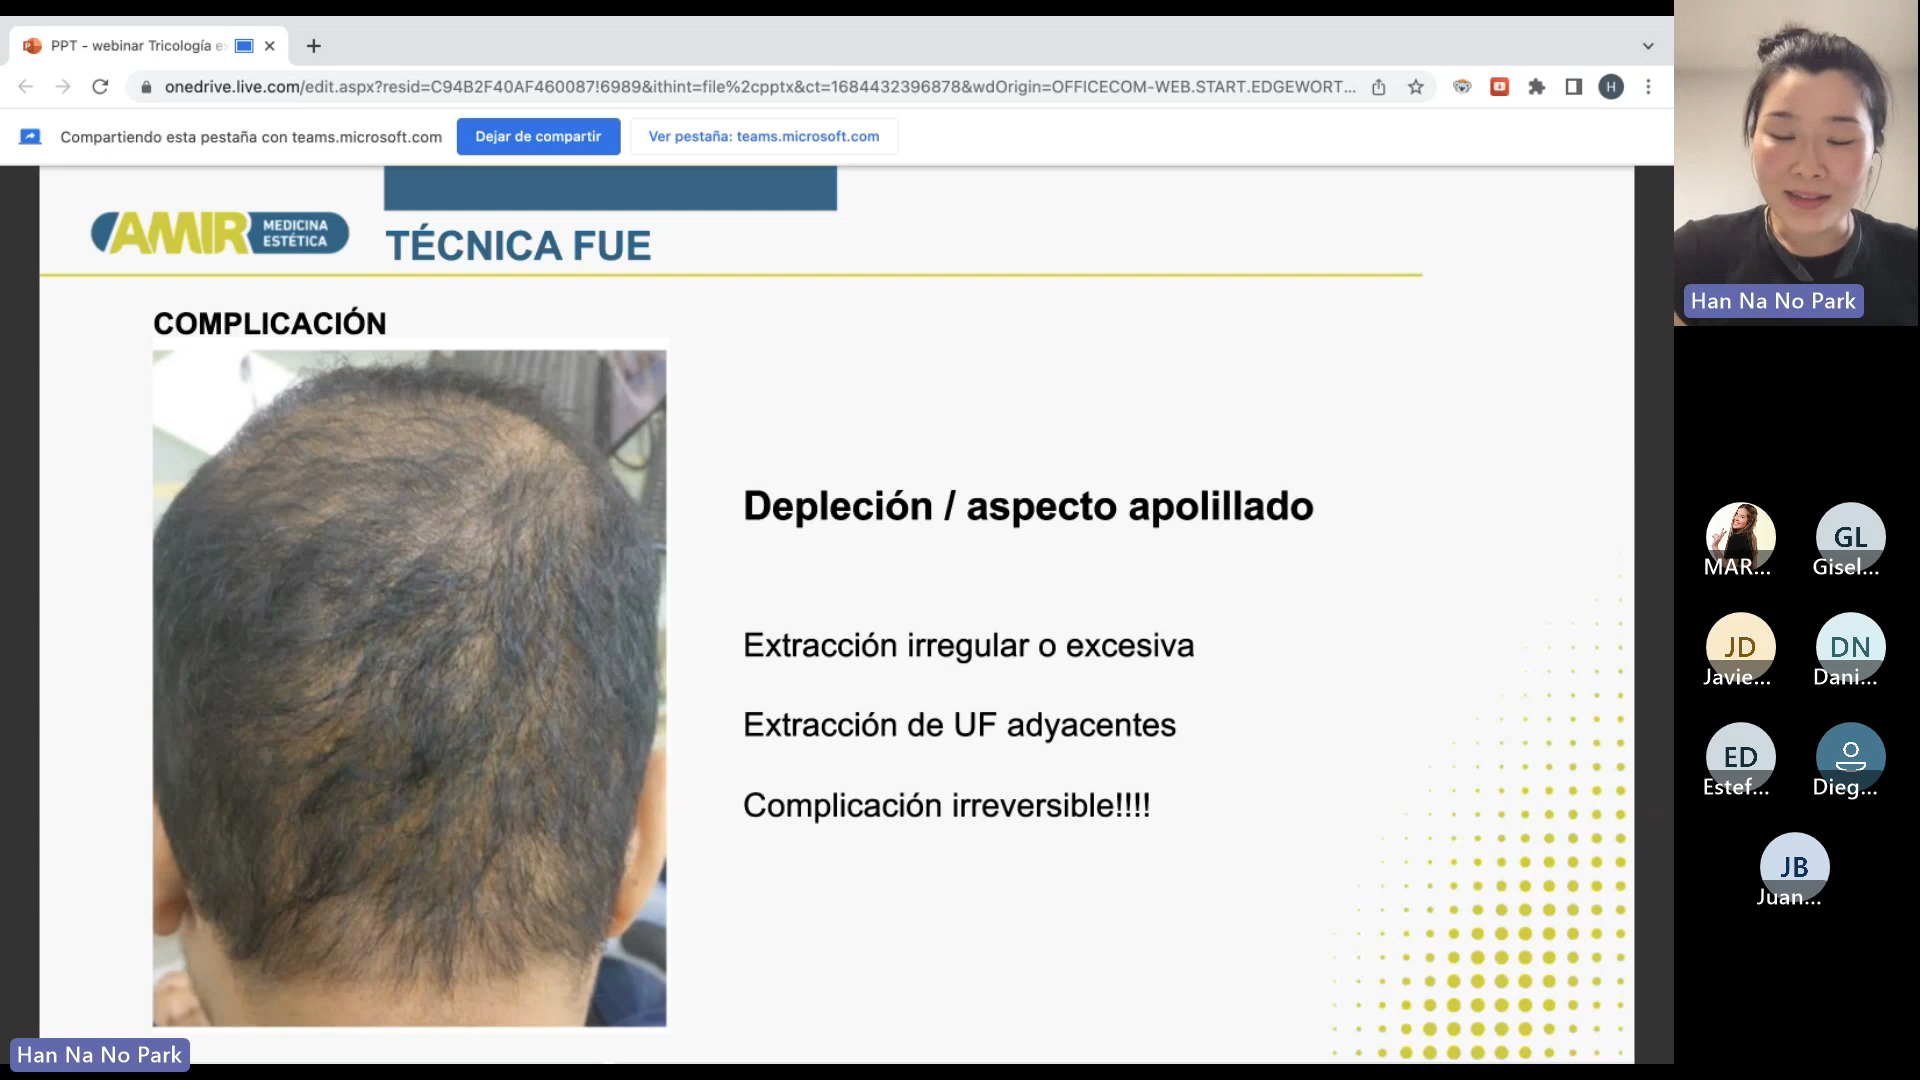 PPT - webinar Tricología e
onedrive.live.com/edit.aspx?resid=C94B2F40AF460087!6989&ithint=file%2cpptx&ct=1684432396878&wdOrigin=OFFICECOM-WEB.START.EDGEWORT...
H
Compartiendo esta pestaña con teams.microsoft.com
Dejar de compartir
Ver pestaña: teams.microsoft.com
AMIR
MEDICINA
ESTÉTICA
TÉCNICA FUE
COMPLICACIÓN
Depleción / aspecto apolillado
Extracción irregular o excesiva
Extracción de UF adyacentes
Complicación irreversible!!!!
Han Na No Park
Han Na No Park
MAR...
GL
Gisel...
JD
Javie...
DN
Dani...
ED
Estef...
Dieg...
JB
Juan...